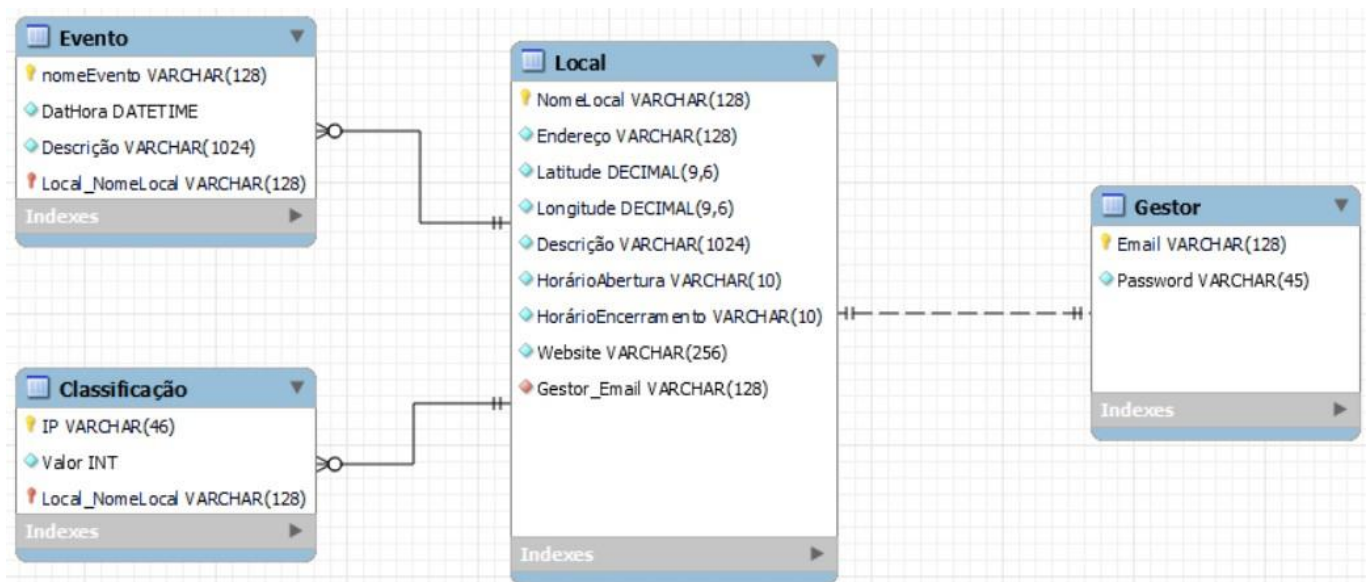 Evento
nomeEvento VARCHAR(128)
DatHora DATETIME
Descrição VARCHAR(1024)
Local_NomeLocal VARCHAR(128)
Indexes
Classificação
IP VARCHAR(46)
Valor INT
Local_NomeLocal VARCHAR(128)
Indexes
Local
NomeLocal VARCHAR(128)
Endereço VARCHAR(128)
Latitude DECIMAL(9,6)
Longitude DECIMAL(9,6)
Descrição VARCHAR(1024)
HorárioAbertura VARCHAR(10)
HorárioEncerramento VARCHAR(10)
Website VARCHAR(256)
Gestor_Email VARCHAR(128)
Indexes
Gestor
Email VARCHAR(128)
Password VARCHAR(45)
Indexes